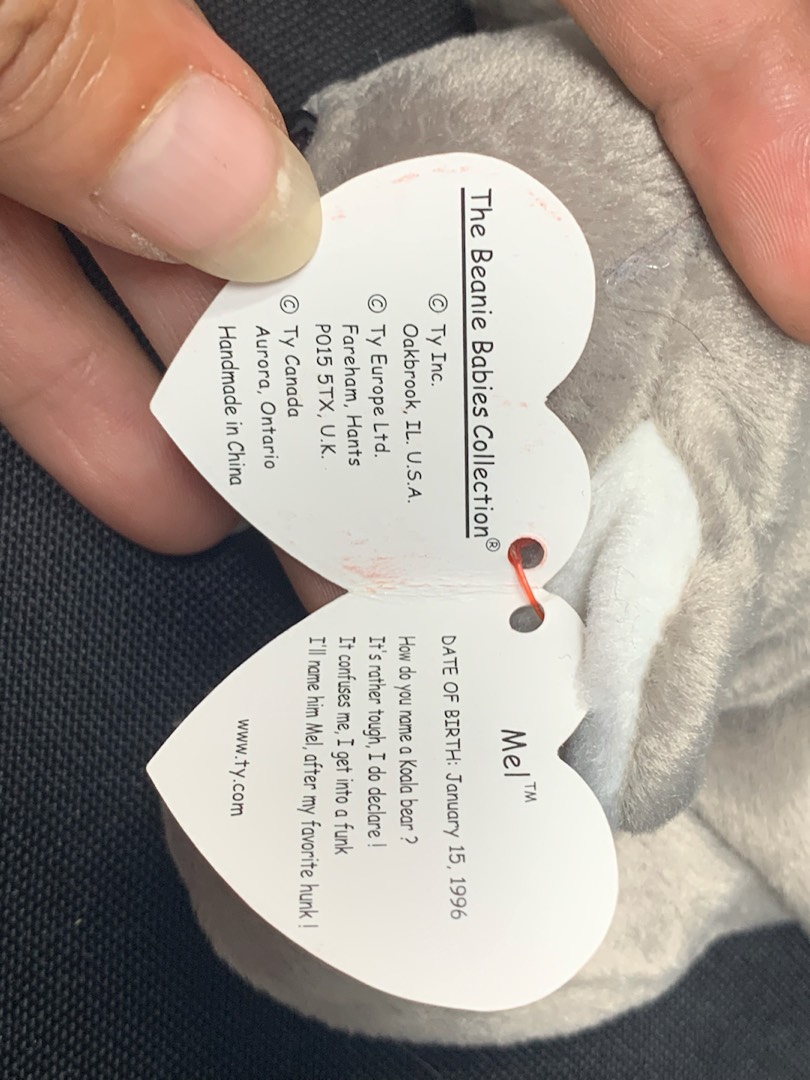 The Beanie Babies Collection®
© Ty Inc.
Oakbrook, IL. U.S.A.
© Ty Europe Ltd.
Fareham, Hants
PO15 5TX, U.K.
© Ty Canada
Aurora, Ontario
Handmade in China
Mel™
DATE OF BIRTH: January 15, 1996
How do you name a Koala bear ?
It's rather tough, I do declare !
It confuses me, I get into a funk
I'll name him Mel, after my favorite hunk !
www.ty.com